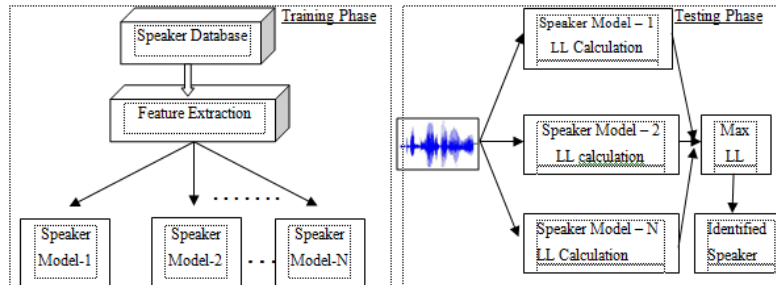 Training Phase
Speaker Database
Feature Extraction
.......
Speaker
Model-1
Speaker
Model-2
...
Speaker
Model-N
Testing Phase
Speaker Model – 1
LL Calculation
Speaker Model – 2
LL calculation
Speaker Model – N
LL Calculation
Max
LL
Identified
Speaker